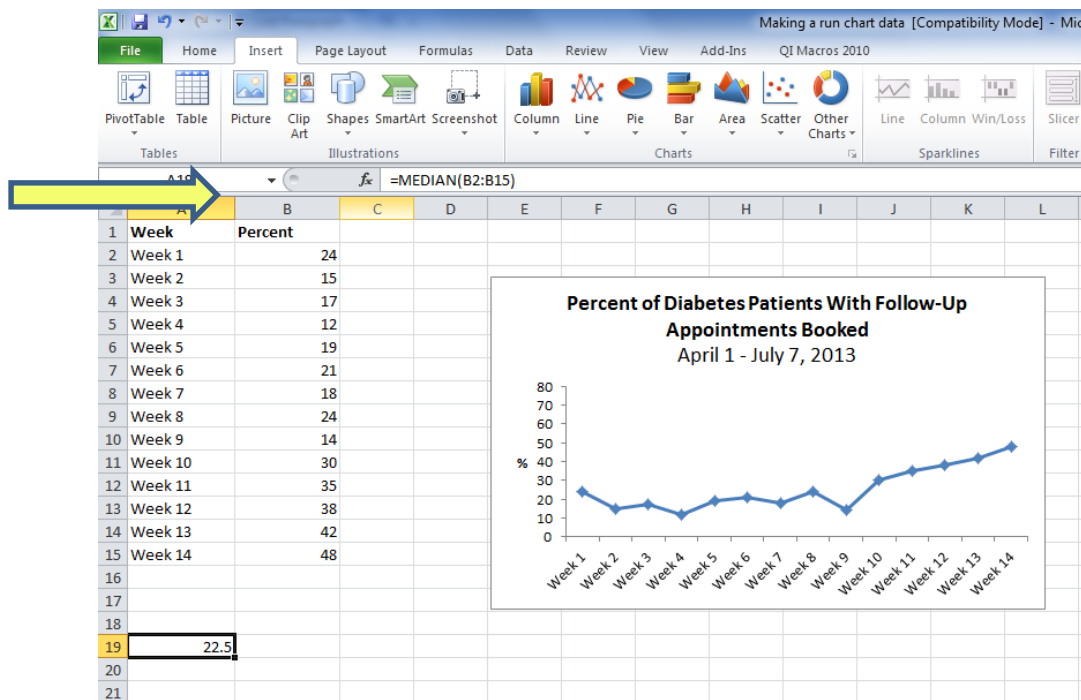 Making a run chart data [Compatibility Mode] - Mic
File Home Insert Page Layout Formulas Data Review View Add-Ins QI Macros 2010
PivotTable Table Picture Clip Art Shapes SmartArt Screenshot Column Line Pie Bar Area Scatter Other Charts Line Column Win/Loss Slicer
Tables Illustrations Charts Sparklines Filter
fx =MEDIAN(B2:B15)
A B C D E F G H I J K L
1 Week Percent
2 Week 1 24
3 Week 2 15
4 Week 3 17
5 Week 4 12
6 Week 5 19
7 Week 6 21
8 Week 7 18
9 Week 8 24
10 Week 9 14
11 Week 10 30
12 Week 11 35
13 Week 12 38
14 Week 13 42
15 Week 14 48
16
17
18
19 22.5
20
21
Percent of Diabetes Patients With Follow-Up
Appointments Booked
April 1 - July 7, 2013
80
70
60
50
% 40
30
20
10
0
Week 1 Week 2 Week 3 Week 4 Week 5 Week 6 Week 7 Week 8 Week 9 Week 10 Week 11 Week 12 Week 13 Week 14